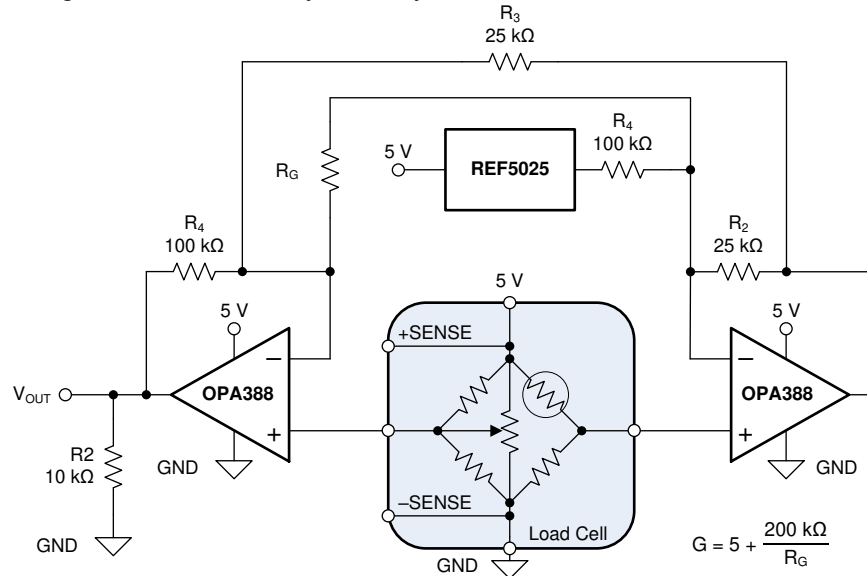 R3
25 kΩ
R4
100 kΩ
5 V
REF5025
RG
R4
100 kΩ
R2
25 kΩ
5 V
5 V
+SENSE
5 V
OPA388
–
+
VOUT
OPA388
–
+
R2
10 kΩ
GND
GND
–SENSE
Load Cell
GND
GND
G = 5 + 200 kΩ / RG